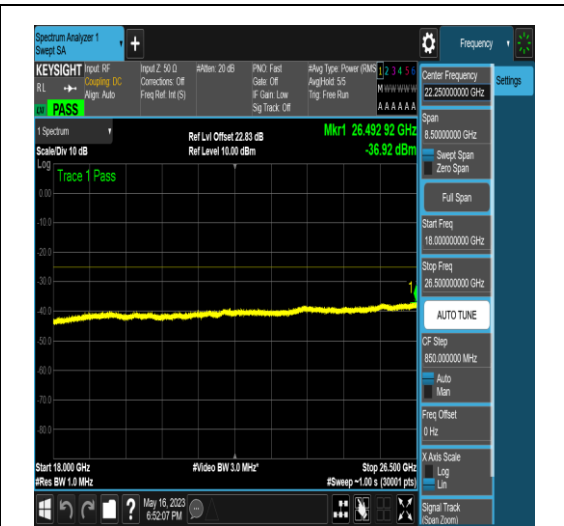 Spectrum Analyzer 1
Swept SA
+
Frequency
KEYSIGHT
Input: RF
Coupling: DC
Align: Auto
RL
PASS
Input Z: 50 Ω
Corrections: Off
Freq Ref: Int (S)
#Atten: 20 dB
PNO: Fast
Gate: Off
IF Gain: Low
Sig Track: Off
#Avg Type: Power (RMS
Avg|Hold: 5/5
Trig: Free Run
1 2 3 4 5 6
M W W W W W
A A A A A A
1 Spectrum
Scale/Div 10 dB
Log
Ref Lvl Offset 22.83 dB
Ref Level 10.00 dBm
Mkr1 26.492 92 GHz
-36.92 dBm
Trace 1 Pass
0.00
-10.0
-20.0
-30.0
-40.0
-50.0
-60.0
-70.0
-80.0
1
Start 18.000 GHz
#Res BW 1.0 MHz
#Video BW 3.0 MHz*
Stop 26.500 GHz
#Sweep ~1.00 s (30001 pts)
Center Frequency
22.250000000 GHz
Settings
Span
8.50000000 GHz
Swept Span
Zero Span
Full Span
Start Freq
18.000000000 GHz
Stop Freq
26.500000000 GHz
AUTO TUNE
CF Step
850.000000 MHz
Auto
Man
Freq Offset
0 Hz
X Axis Scale
Log
Lin
Signal Track
(Span Zoom)
?
May 16, 2023
6:52:07 PM